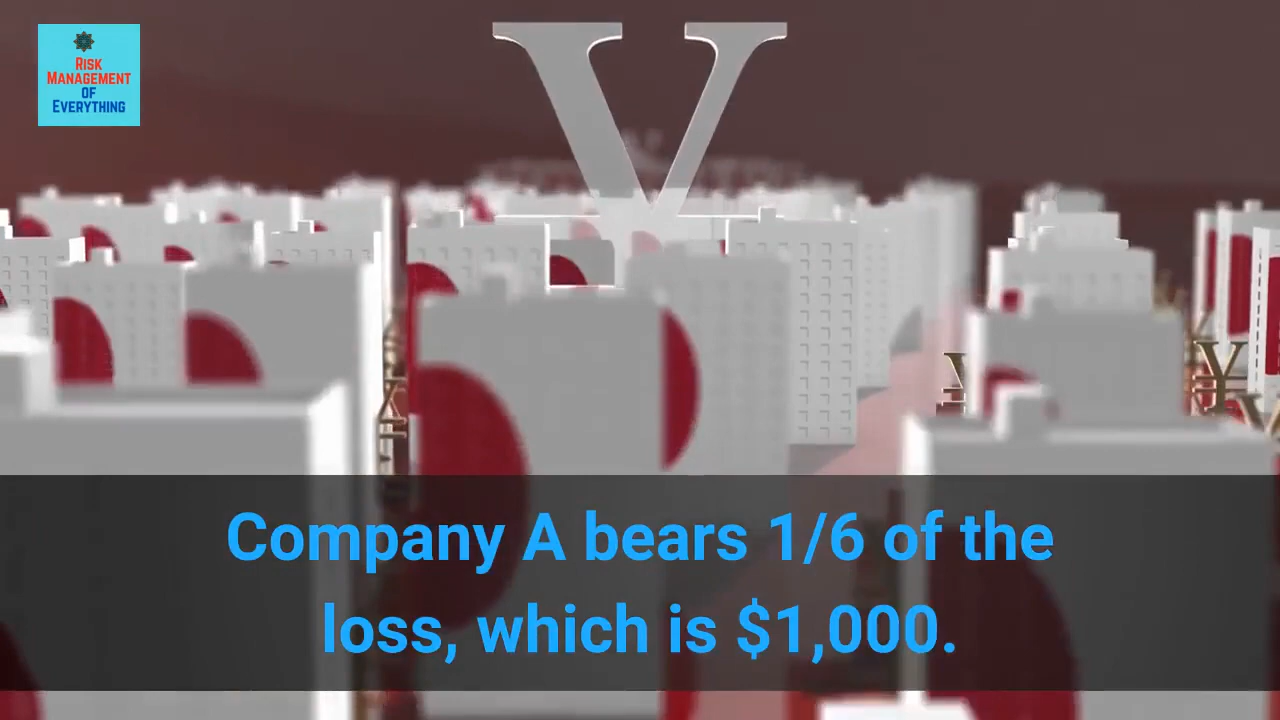 RISK
MANAGEMENT
OF
EVERYTHING
¥
¥
¥
¥
¥
Company A bears 1/6 of the
loss, which is $1,000.